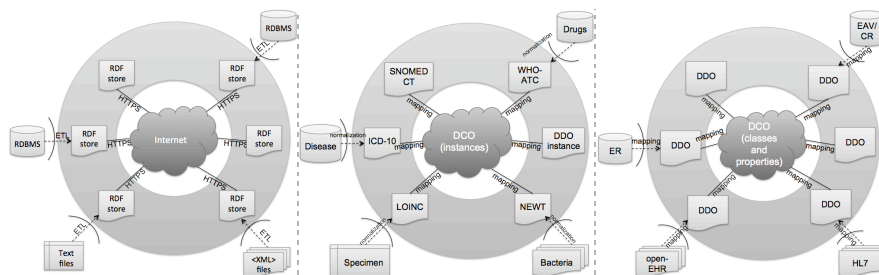 RDBMS
ETL
RDF
store
RDF
store
HTTPS
HTTPS
RDBMS
ETL
RDF store
HTTPS
Internet
HTTPS
RDF
store
RDF
store
HTTPS
HTTPS
RDF
store
ETL
Text
files
ETL
<XML>
files
Drugs
normalization
SNOMED
CT
WHO-
ATC
mapping
mapping
Disease
normalization
ICD-10
mapping
DCO
(instances)
mapping
DDO
instance
mapping
mapping
LOINC
NEWT
normalization
Specimen
normalization
Bacteria
EAV/
CR
mapping
DDO
DDO
mapping
mapping
ER
mapping
DDO
mapping
DCO
(classes
and
properties)
mapping
DDO
mapping
mapping
DDO
DDO
mapping
open-
EHR
mapping
HL7